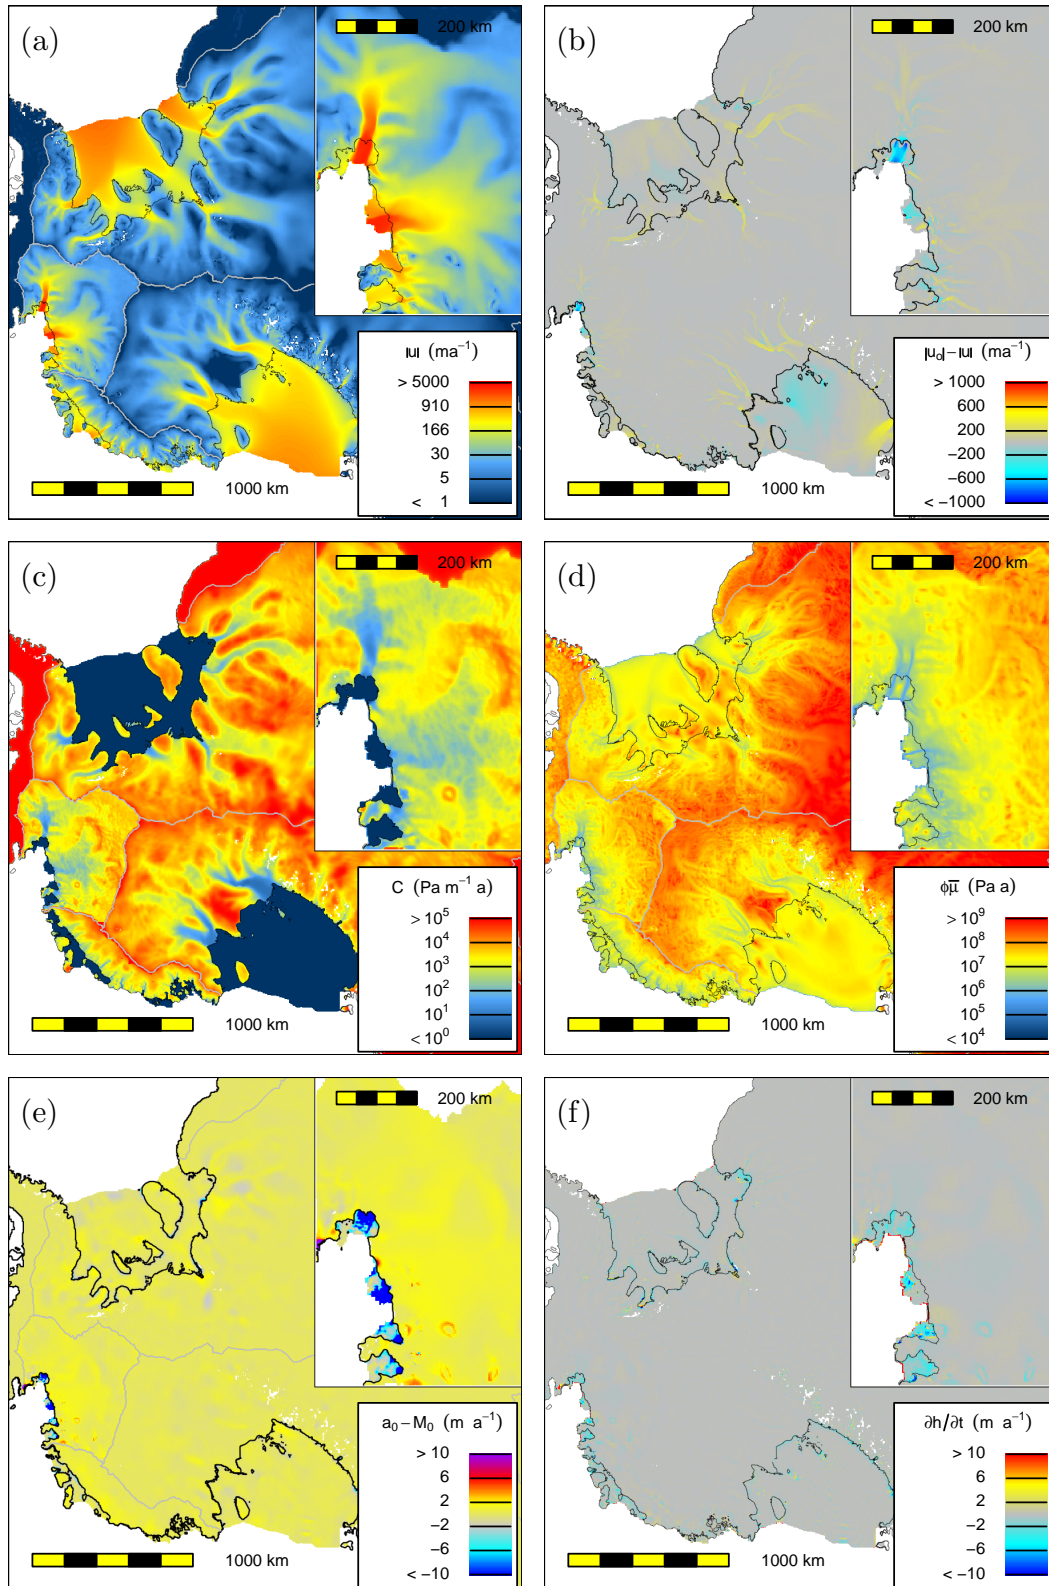 (a)
200 km
|u| (ma⁻¹)
> 5000
910
166
30
5
< 1
1000 km
(b)
200 km
|u₀|−|u| (ma⁻¹)
> 1000
600
200
−200
−600
< −1000
1000 km
(c)
200 km
C (Pa m⁻¹ a)
> 10⁵
10⁴
10³
10²
10¹
< 10⁰
1000 km
(d)
200 km
ϕμ̅ (Pa a)
> 10⁹
10⁸
10⁷
10⁶
10⁵
< 10⁴
1000 km
(e)
200 km
a₀−M₀ (m a⁻¹)
> 10
6
2
−2
−6
< −10
1000 km
(f)
200 km
∂h/∂t (m a⁻¹)
> 10
6
2
−2
−6
< −10
1000 km